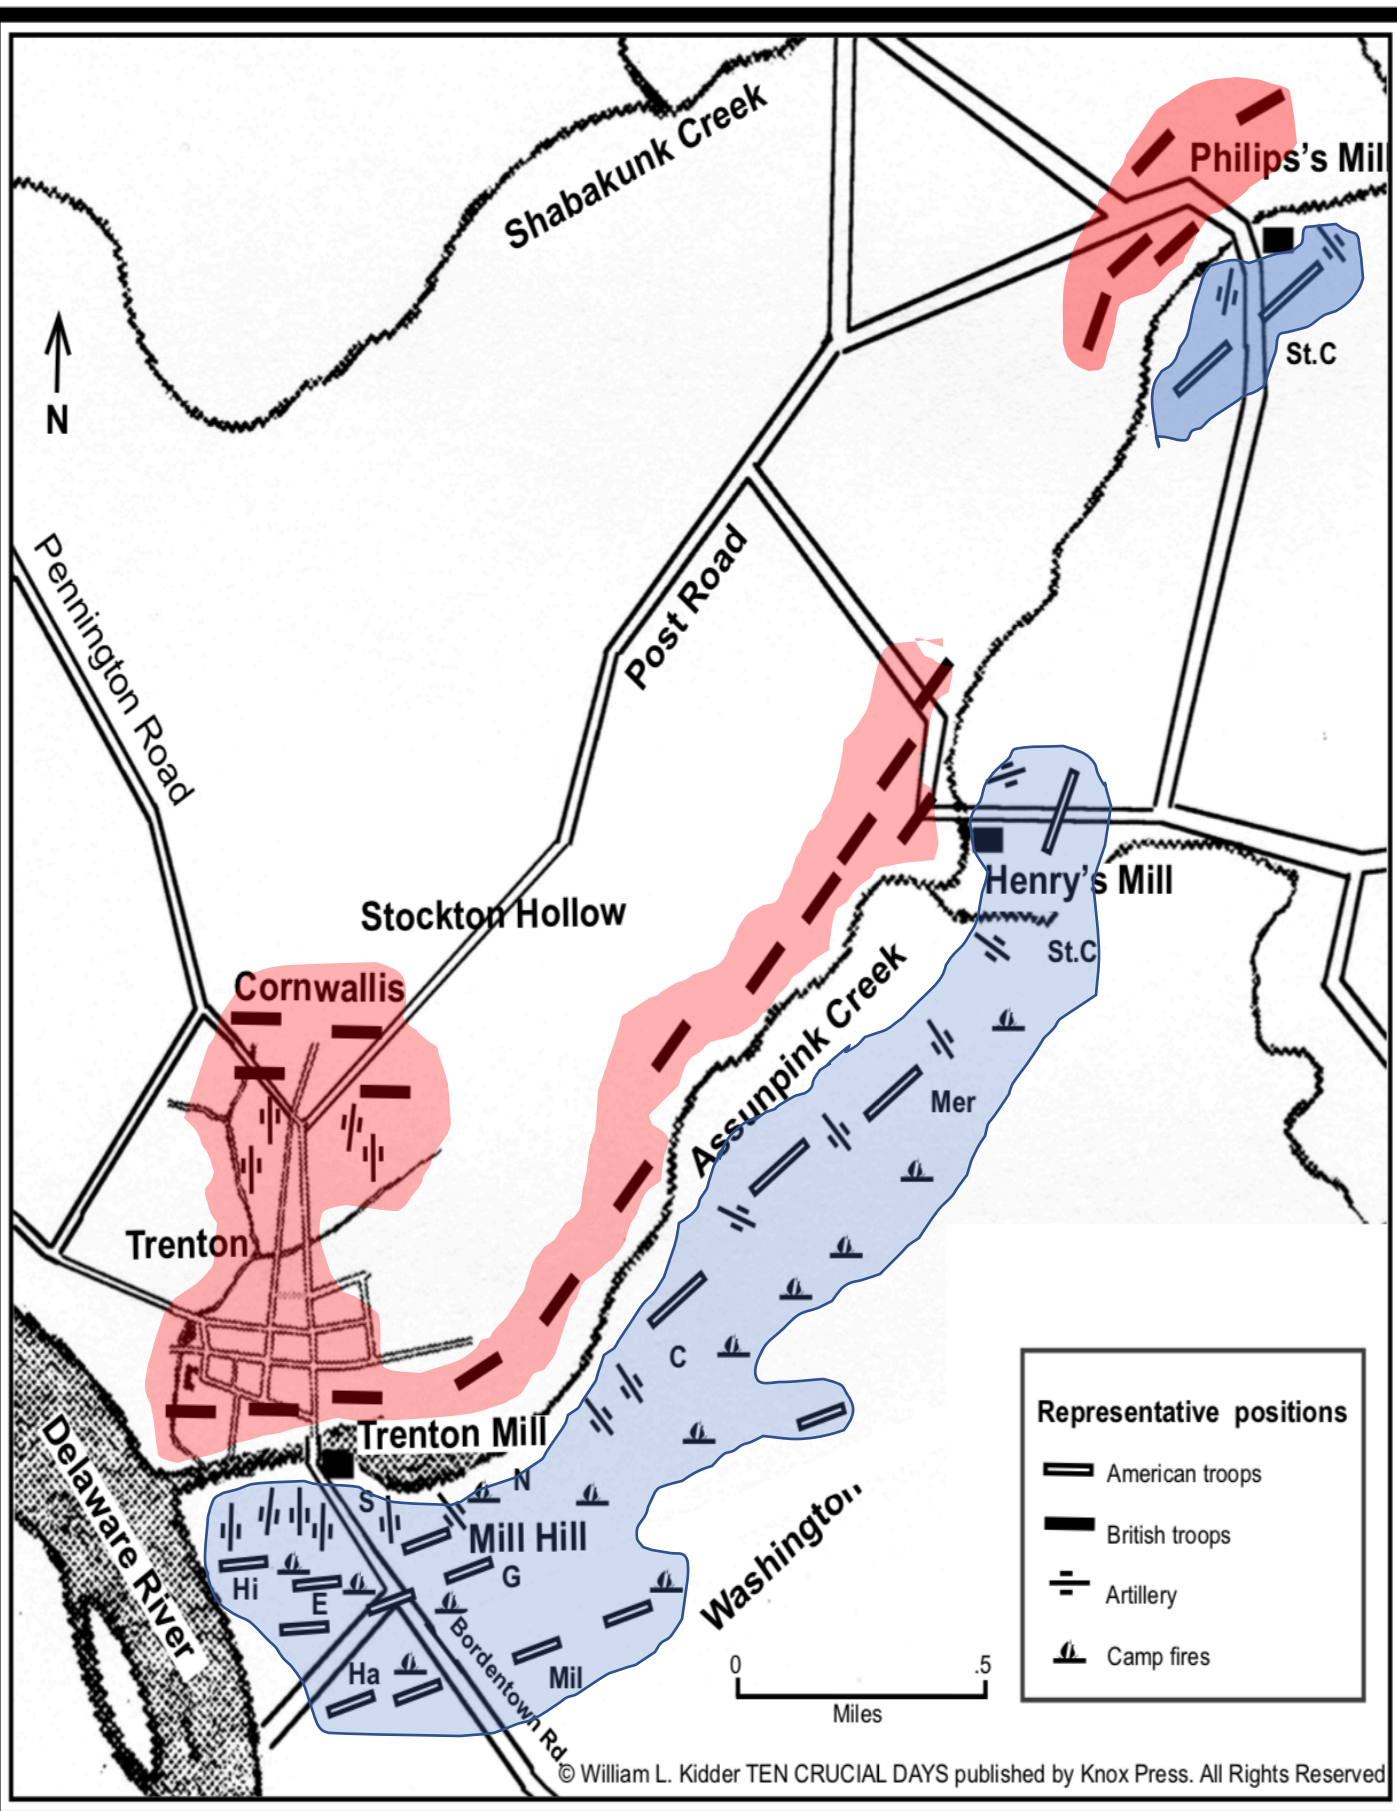 Shabakunk Creek
Philips's Mill
St.C
N
Pennington Road
Post Road
Henry's Mill
St.C
Stockton Hollow
Cornwallis
Assunpink Creek
Mer
Trenton
C
Trenton Mill
N
S
Mill Hill
G
Hi
E
Ha
Mil
Bordentown Rd.
Delaware River
Washington
Representative positions
American troops
British troops
Artillery
Camp fires
0 .5
Miles
© William L. Kidder TEN CRUCIAL DAYS published by Knox Press. All Rights Reserved